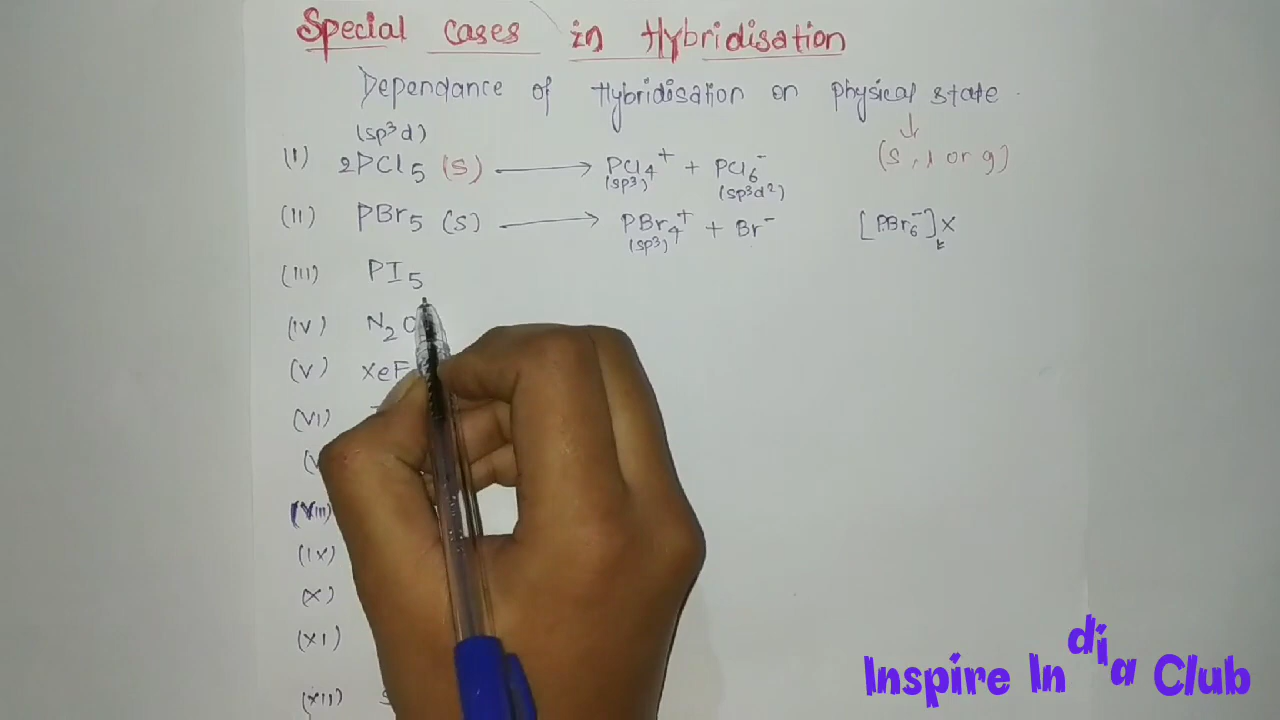 Special cases in Hybridisation
Dependance of Hybridisation on physical state
(s, l or g)
(sp³d)
(I) 2PCl₅ (S) → PCl₄⁺ + PCl₆⁻
(sp³) (sp³d²)
(II) PBr₅ (S) → PBr₄⁺ + Br⁻ [PBr₆⁻] x
(sp³)
(III) PI₅
(IV) N₂O
(V) XeF
(VI)
(VIII)
(IX)
(X)
(XI)
(XII)
Inspire India Club